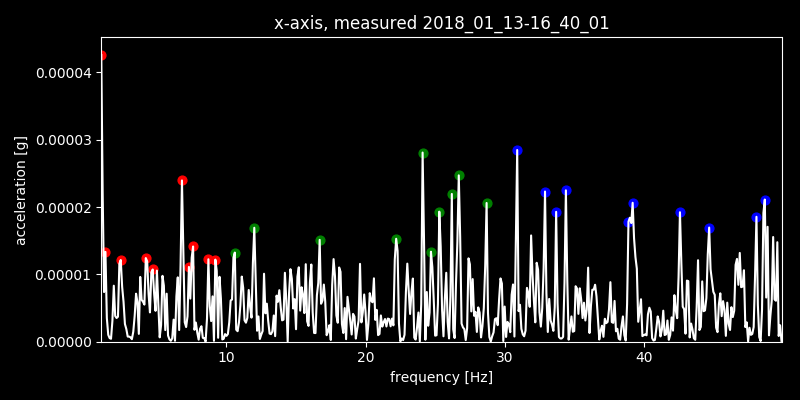 x-axis, measured 2018_01_13-16_40_01
0.00004
0.00003
0.00002
0.00001
0.00000
acceleration [g]
10 20 30 40
frequency [Hz]